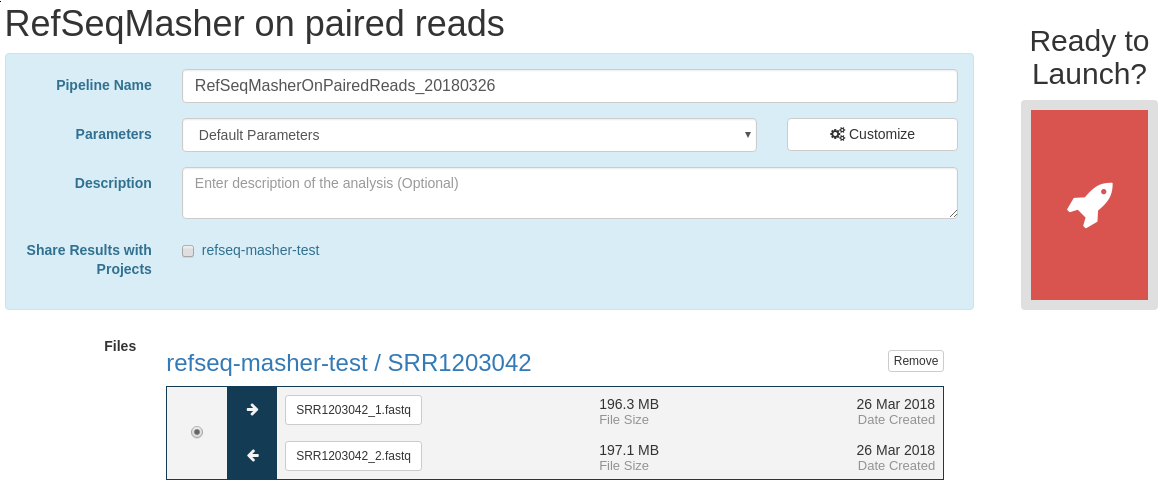 RefSeqMasher on paired reads
Ready to
Launch?
Pipeline Name
RefSeqMasherOnPairedReads_20180326
Parameters
Default Parameters
Customize
Description
Enter description of the analysis (Optional)
Share Results with
Projects
refseq-masher-test
Files
refseq-masher-test / SRR1203042
Remove
SRR1203042_1.fastq
196.3 MB
File Size
26 Mar 2018
Date Created
SRR1203042_2.fastq
197.1 MB
File Size
26 Mar 2018
Date Created